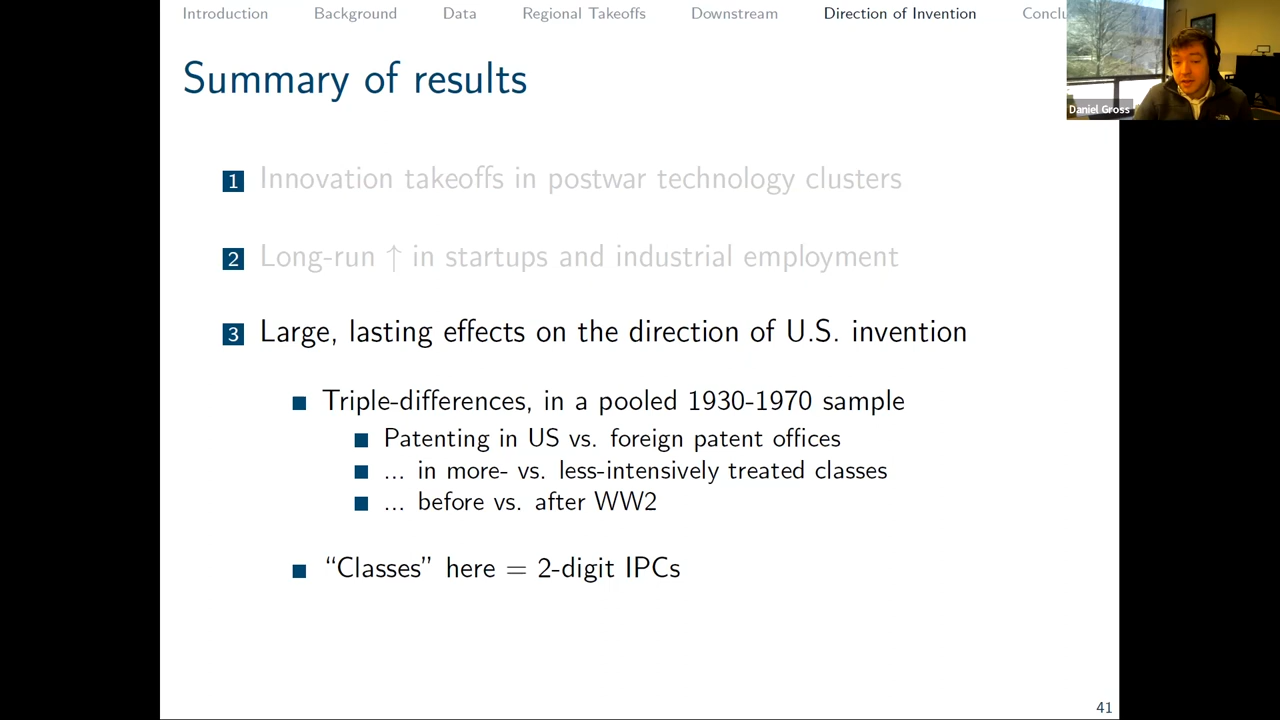 Introduction Background Data Regional Takeoffs Downstream Direction of Invention
Daniel Gross
Summary of results
1 Innovation takeoffs in postwar technology clusters
2 Long-run ↑ in startups and industrial employment
3 Large, lasting effects on the direction of U.S. invention
Triple-differences, in a pooled 1930-1970 sample
Patenting in US vs. foreign patent offices
... in more- vs. less-intensively treated classes
... before vs. after WW2
“Classes” here = 2-digit IPCs
41